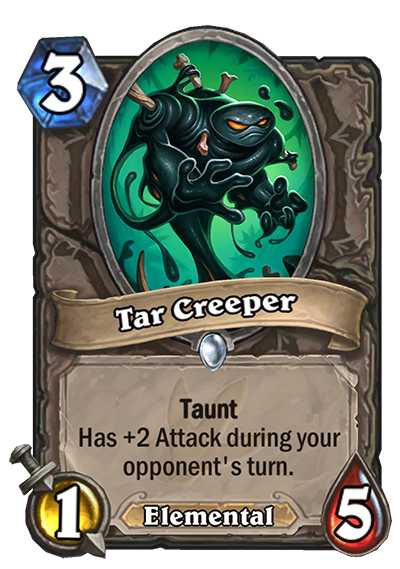 3
Tar Creeper
Taunt
Has +2 Attack during your
opponent's turn.
1
Elemental
5